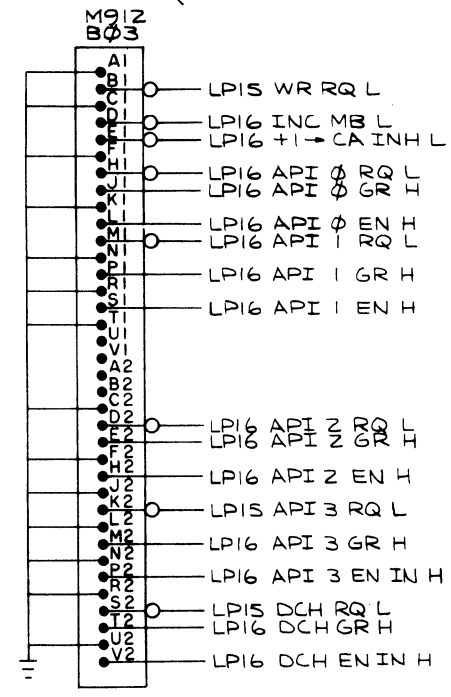 M912
BØ3
A1
B1 LP15 WR RQ L
C1
D1 LP16 INC MB L
E1 LP16 +1→CA INH L
F1
H1 LP16 API Ø RQ L
J1 LP16 API Ø GR H
K1
L1 LP16 API Ø EN H
M1 LP16 API 1 RQ L
N1
P1 LP16 API 1 GR H
R1
S1 LP16 API 1 EN H
T1
U1
V1
A2
B2
C2
D2 LP16 API 2 RQ L
E2 LP16 API 2 GR H
F2
H2 LP16 API 2 EN H
J2
K2 LP15 API 3 RQ L
L2
M2 LP16 API 3 GR H
N2
P2 LP16 API 3 EN IN H
R2
S2 LP15 DCH RQ L
T2 LP16 DCH GR H
U2
V2 LP16 DCH EN IN H